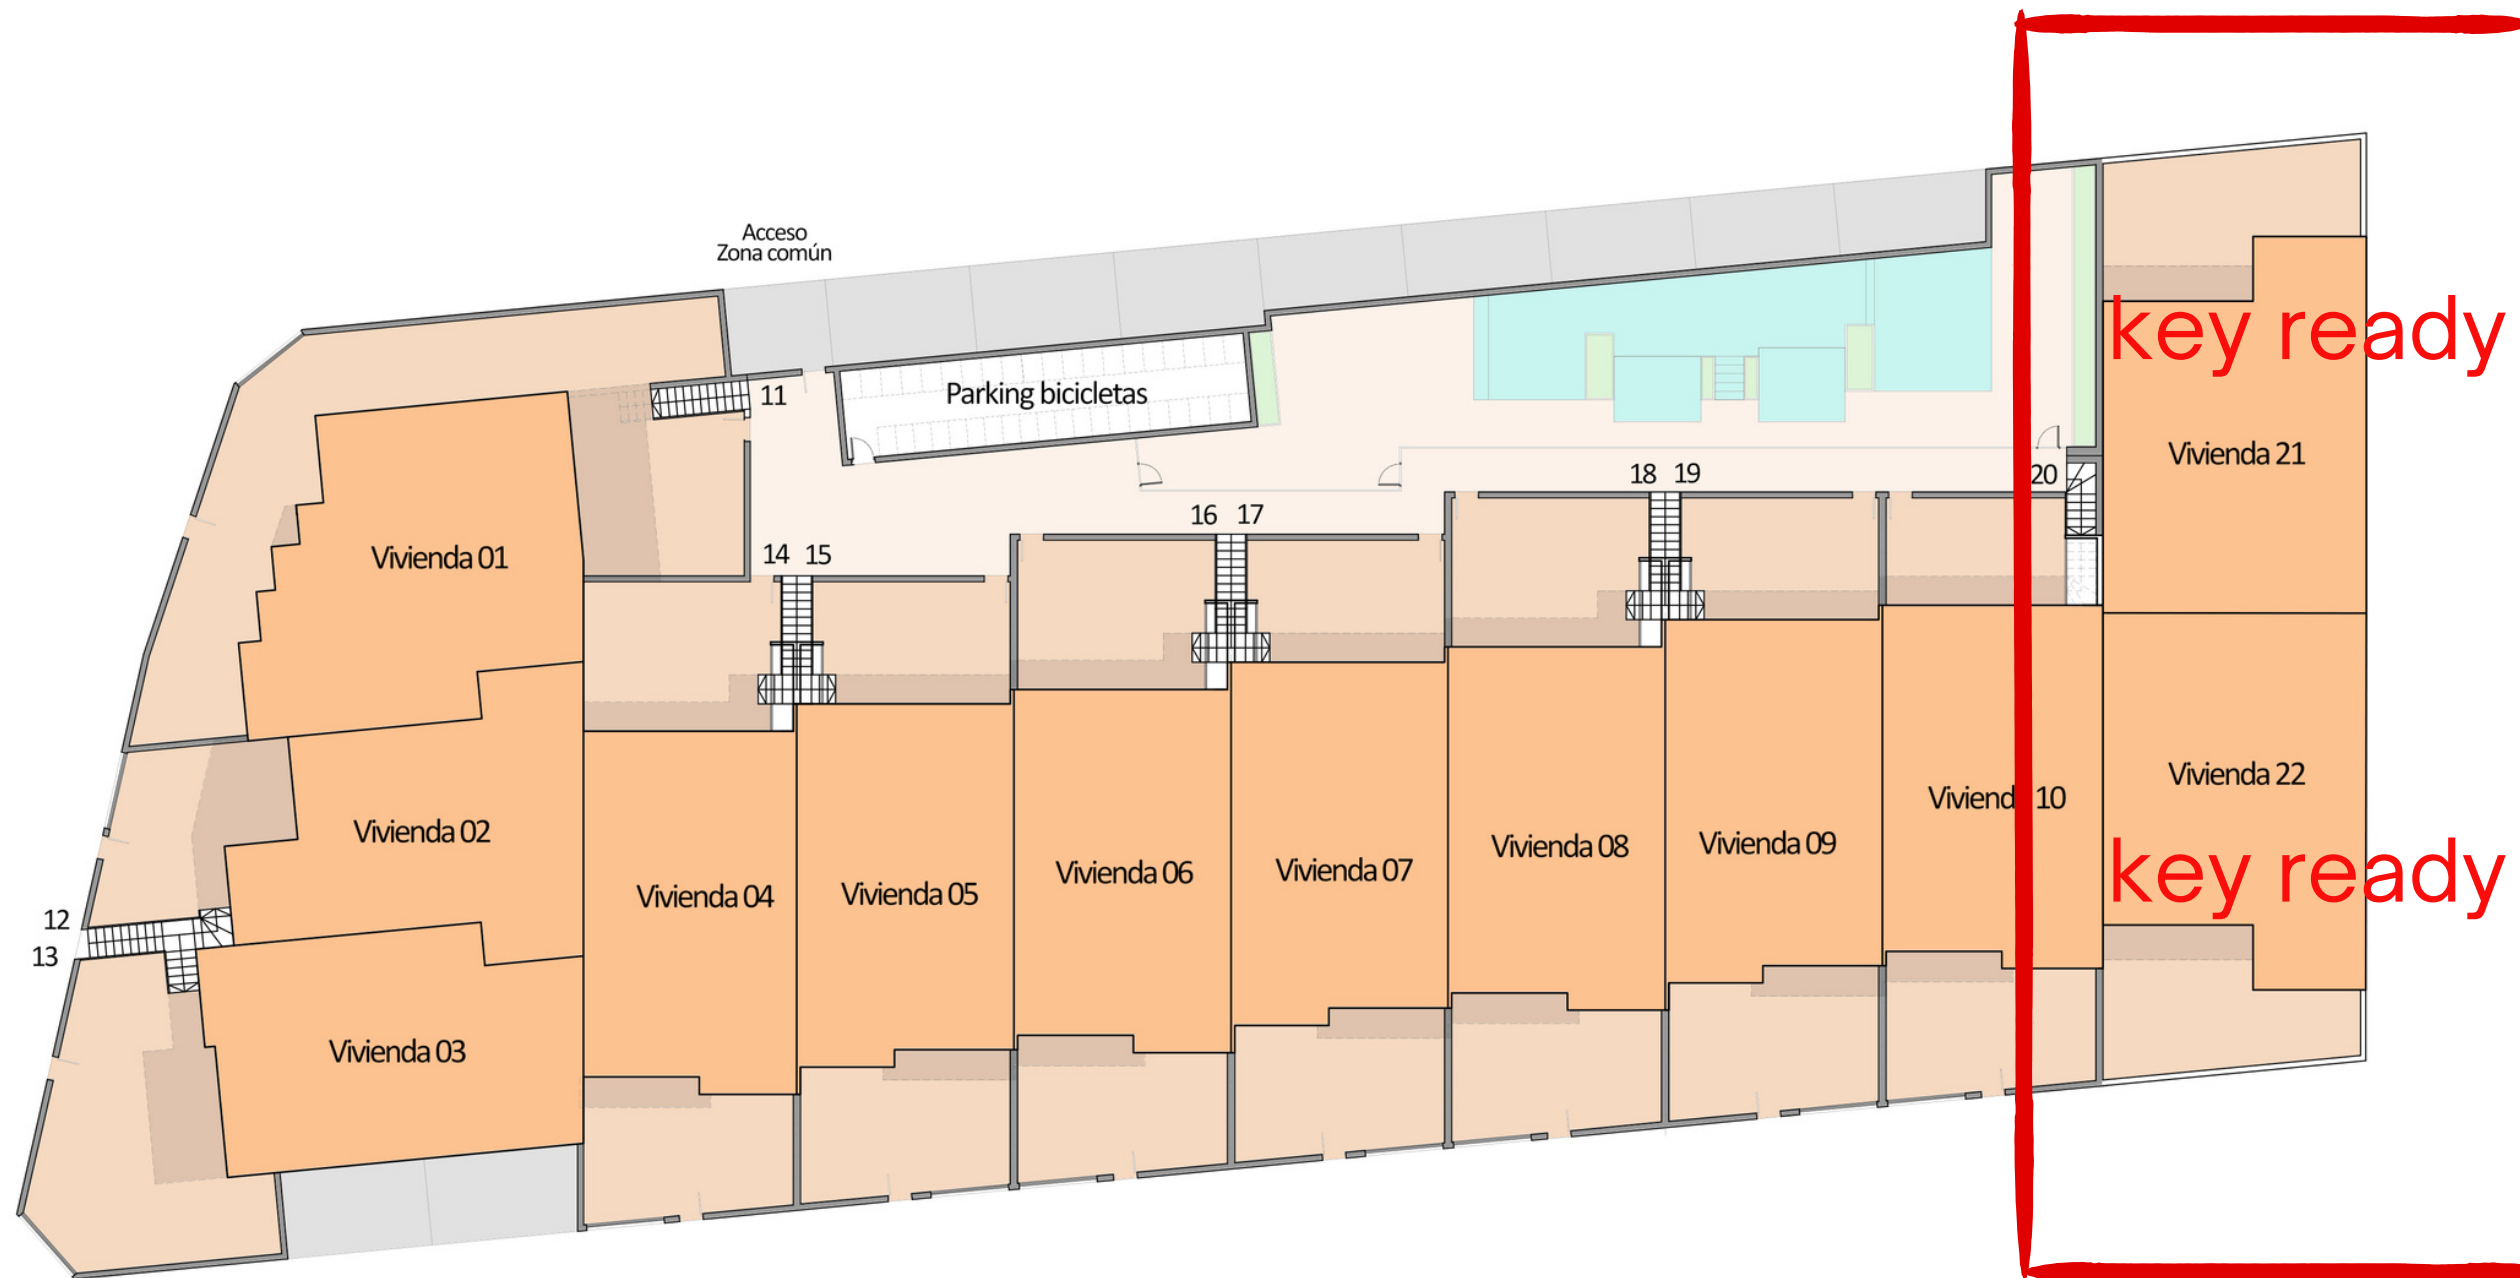 Acceso
Zona común
11
Parking bicicletas
key ready
Vivienda 21
18 19
20
16 17
14 15
Vivienda 01
Vivienda 22
Vivienda 10
Vivienda 02
Vivienda 08
Vivienda 09
Vivienda 06
Vivienda 07
key ready
Vivienda 04
Vivienda 05
12
13
Vivienda 03